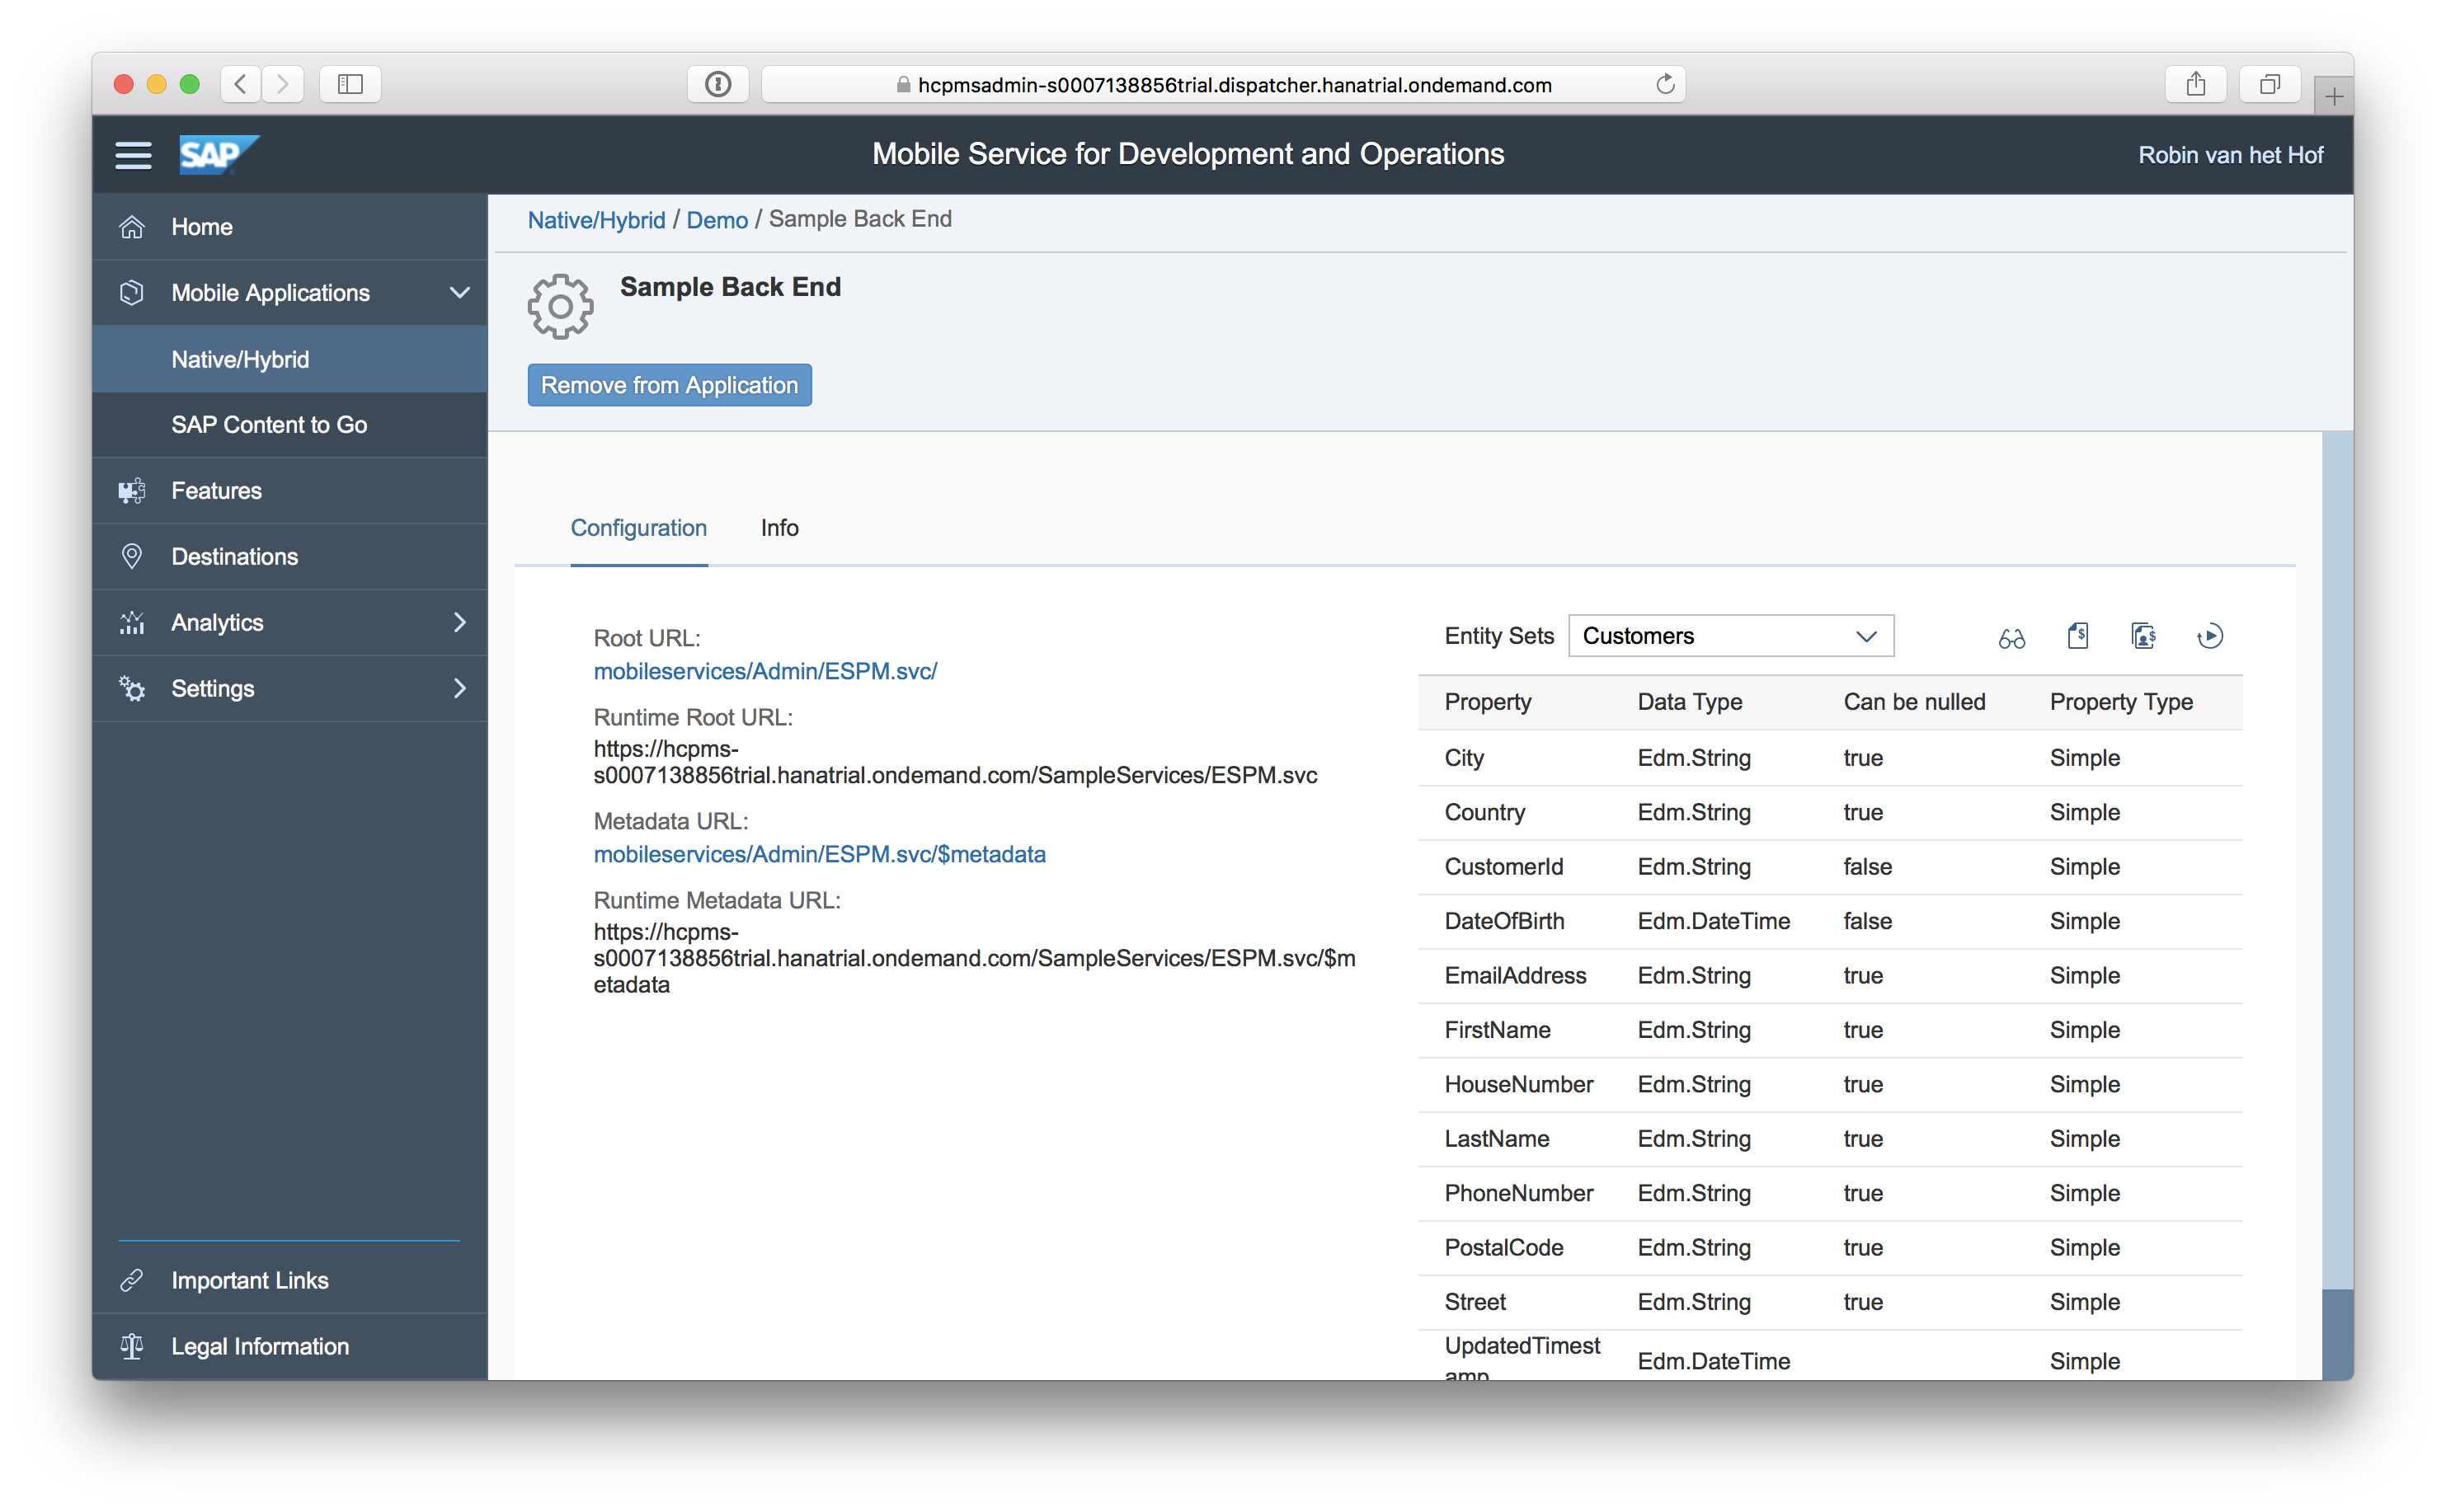 hcpmsadmin-s0007138856trial.dispatcher.hanatrial.ondemand.com
SAP
Mobile Service for Development and Operations
Robin van het Hof
Home
Mobile Applications
Native/Hybrid
SAP Content to Go
Features
Destinations
Analytics
Settings
Important Links
Legal Information
Native/Hybrid / Demo / Sample Back End
Sample Back End
Remove from Application
Configuration Info
Root URL:
mobileservices/Admin/ESPM.svc/
Runtime Root URL:
https://hcpms-
s0007138856trial.hanatrial.ondemand.com/SampleServices/ESPM.svc
Metadata URL:
mobileservices/Admin/ESPM.svc/$metadata
Runtime Metadata URL:
https://hcpms-
s0007138856trial.hanatrial.ondemand.com/SampleServices/ESPM.svc/$m
etadata
Entity Sets Customers
Property Data Type Can be nulled Property Type
City Edm.String true Simple
Country Edm.String true Simple
CustomerId Edm.String false Simple
DateOfBirth Edm.DateTime false Simple
EmailAddress Edm.String true Simple
FirstName Edm.String true Simple
HouseNumber Edm.String true Simple
LastName Edm.String true Simple
PhoneNumber Edm.String true Simple
PostalCode Edm.String true Simple
Street Edm.String true Simple
UpdatedTimest
amp Edm.DateTime Simple